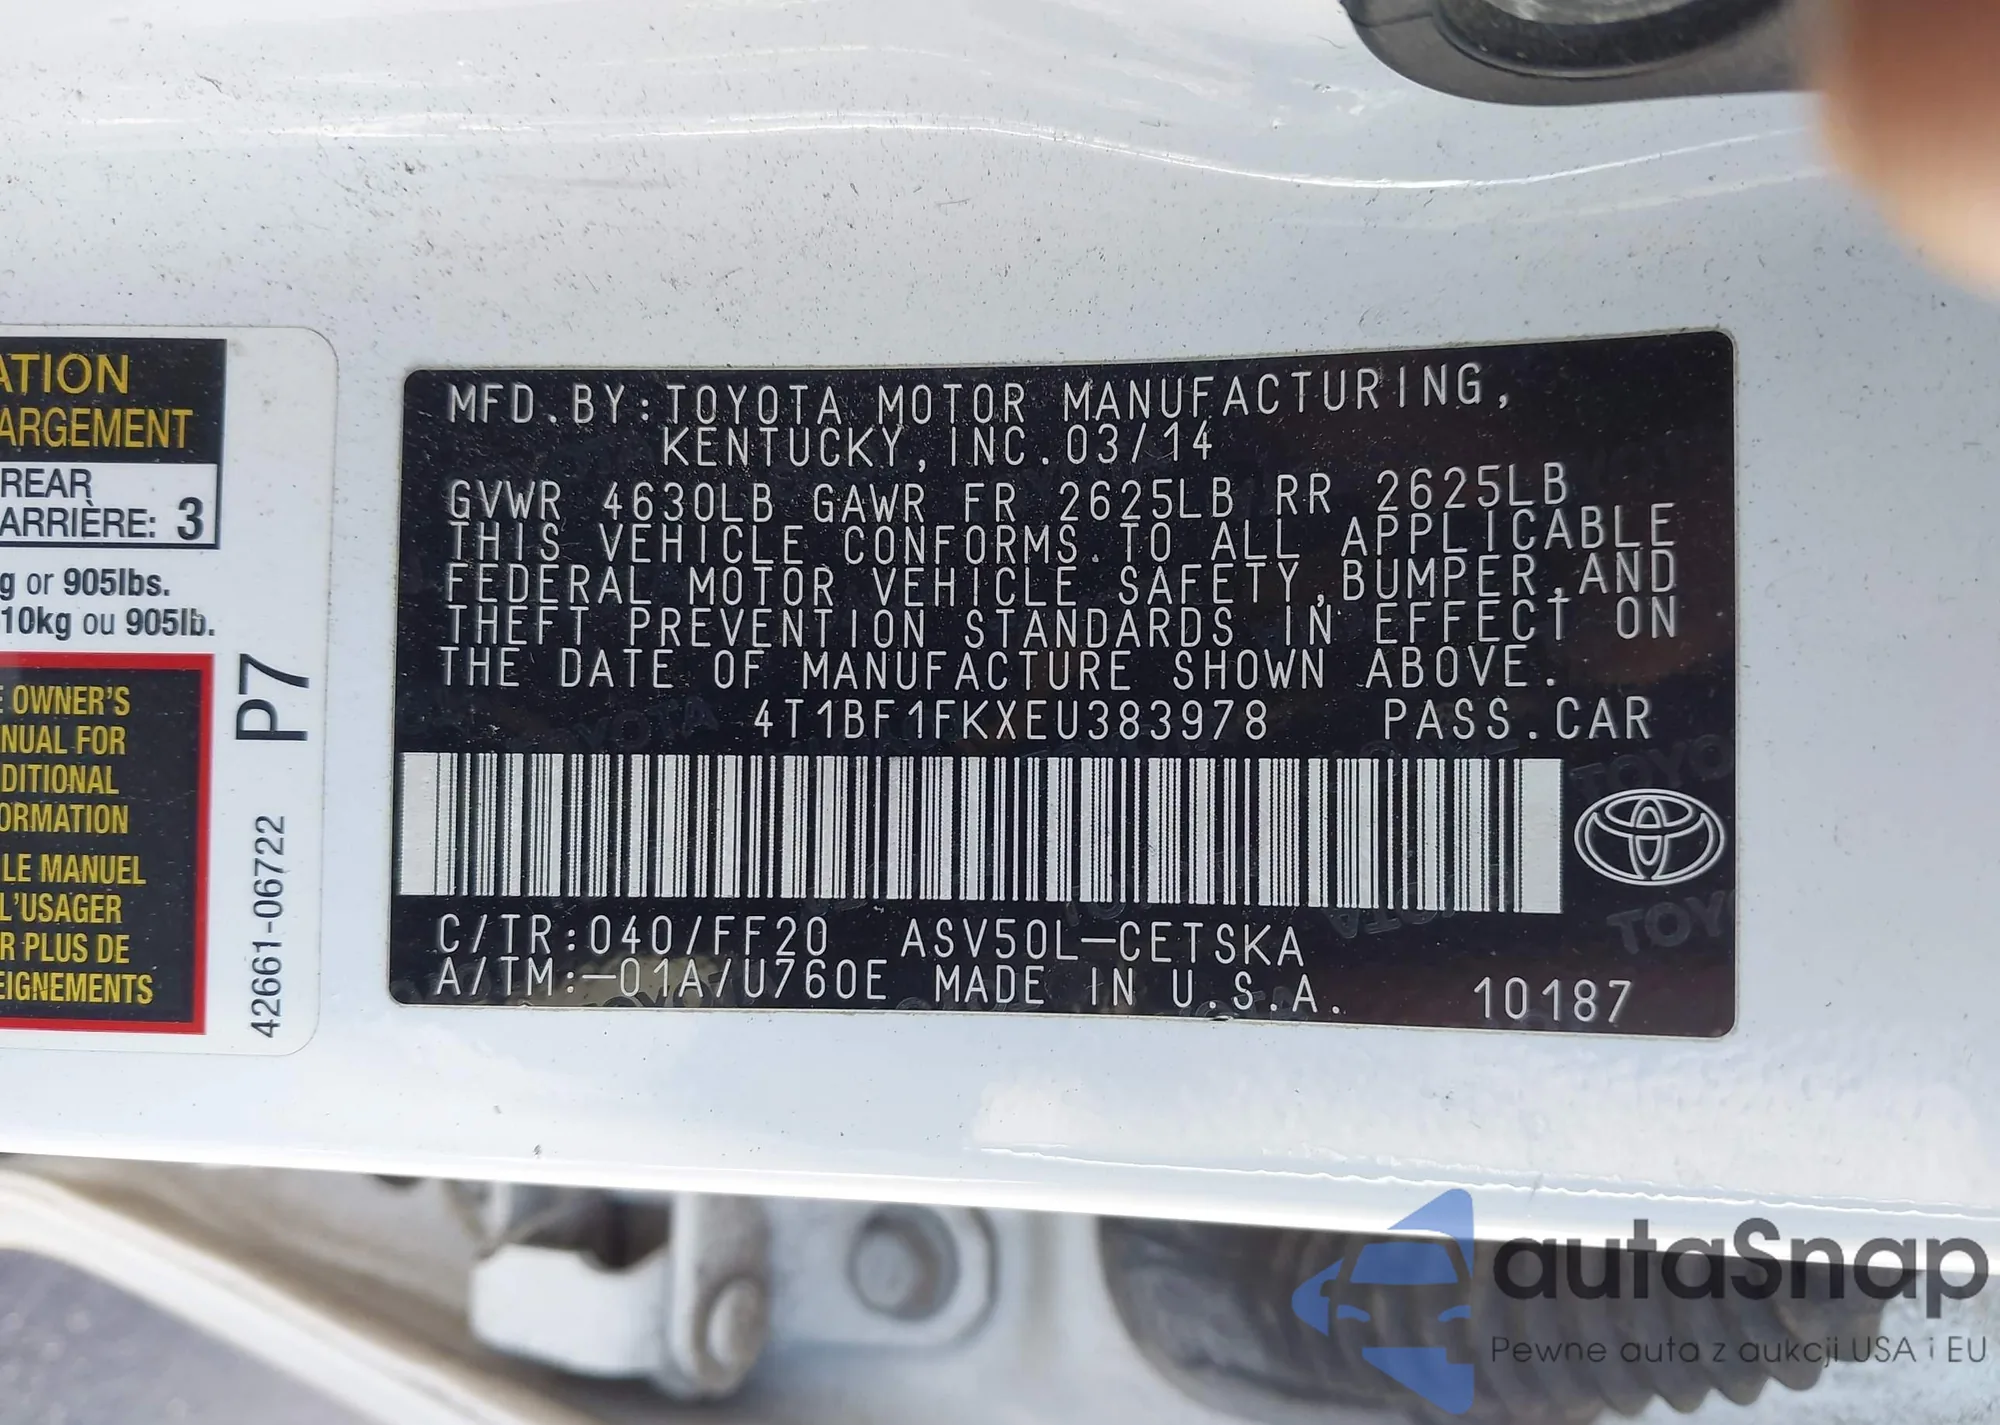 ATION
ARGEMENT
REAR
ARRIÈRE: 3
g or 905lbs.
10kg ou 905lb.
OWNER'S
NUAL FOR
DITIONAL
ORMATION
LE MANUEL
L'USAGER
R PLUS DE
EIGNEMENTS
P7
42661-06722
MFD.BY:TOYOTA MOTOR MANUFACTURING,
KENTUCKY,INC.03/14
GVWR 4630LB GAWR FR 2625LB RR 2625LB
THIS VEHICLE CONFORMS TO ALL APPLICABLE
FEDERAL MOTOR VEHICLE SAFETY,BUMPER,AND
THEFT PREVENTION STANDARDS IN EFFECT ON
THE DATE OF MANUFACTURE SHOWN ABOVE.
4T1BF1FKXEU383978 PASS.CAR
C/TR:040/FF20 ASV50L-CETSKA
A/TM:-01A/U760E MADE IN U.S.A. 10187
autaSnap
Pewne auta z aukcji USA i EU